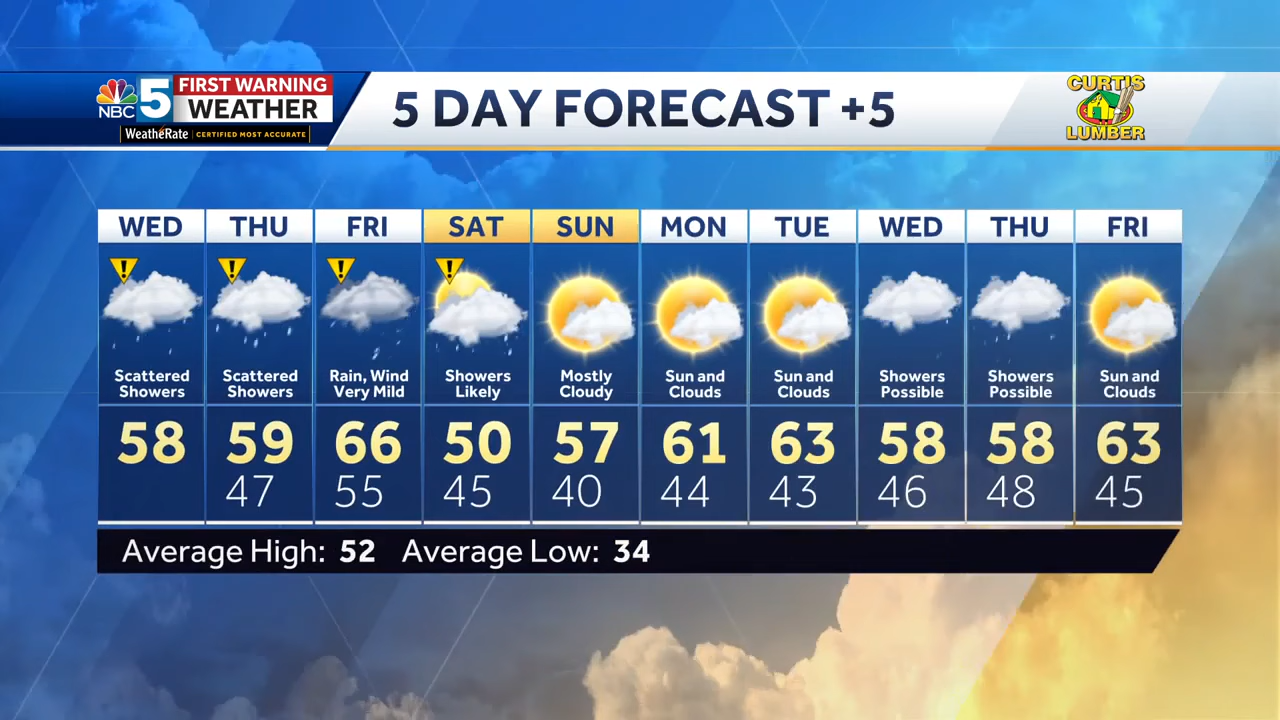 FIRST WARNING
NBC 5 WEATHER
WeatheRate CERTIFIED MOST ACCURATE
5 DAY FORECAST +5
CURTIS
LUMBER
WED THU FRI SAT SUN MON TUE WED THU FRI
! ! ! !
Scattered Scattered Rain, Wind Showers Mostly Sun and Sun and Showers Showers Sun and
Showers Showers Very Mild Likely Cloudy Clouds Clouds Possible Possible Clouds
58 59 66 50 57 61 63 58 58 63
47 55 45 40 44 43 46 48 45
Average High: 52 Average Low: 34